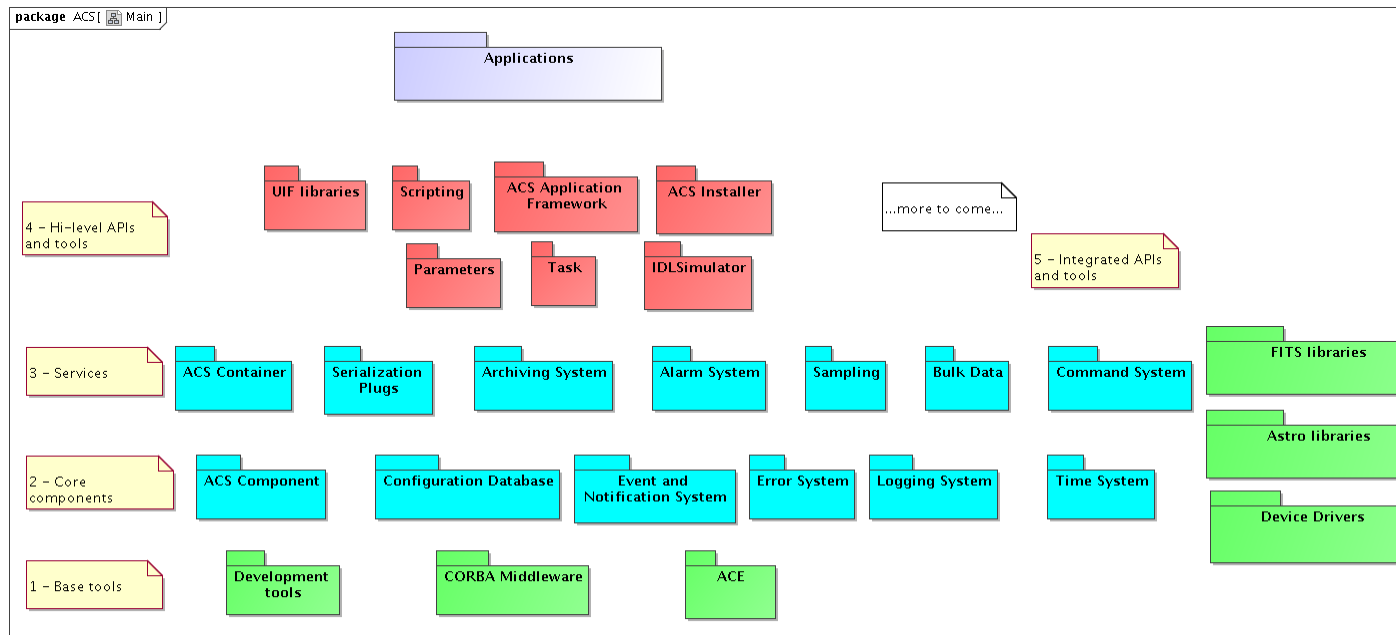 package ACS[ Main ]
Applications
UIF libraries
Scripting
ACS Application
Framework
ACS Installer
...more to come...
4 - Hi-level APIs
and tools
5 - Integrated APIs
and tools
Parameters
Task
IDLSimulator
3 - Services
ACS Container
Serialization
Plugs
Archiving System
Alarm System
Sampling
Bulk Data
Command System
FITS libraries
Astro libraries
2 - Core
components
ACS Component
Configuration Database
Event and
Notification System
Error System
Logging System
Time System
Device Drivers
1 - Base tools
Development
tools
CORBA Middleware
ACE